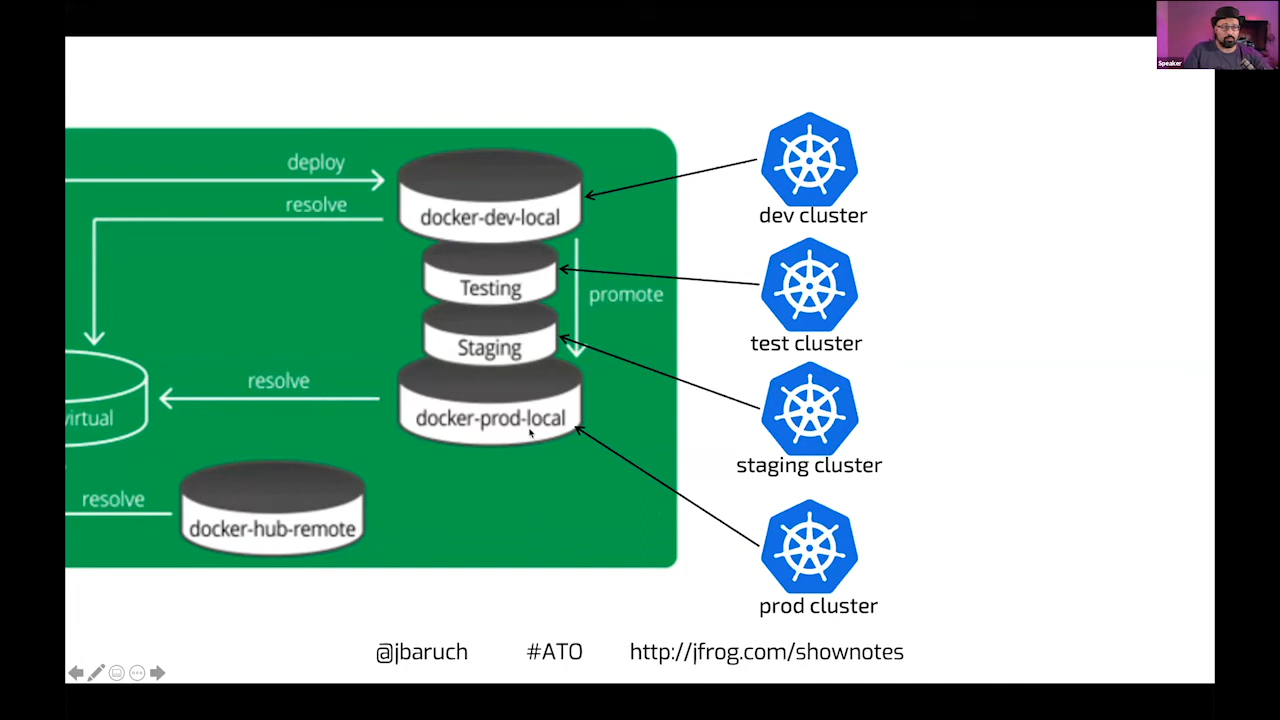 Speaker
deploy
resolve
docker-dev-local
Testing
promote
Staging
resolve
virtual
docker-prod-local
resolve
docker-hub-remote
dev cluster
test cluster
staging cluster
prod cluster
@jbaruch #ATO http://jfrog.com/shownotes